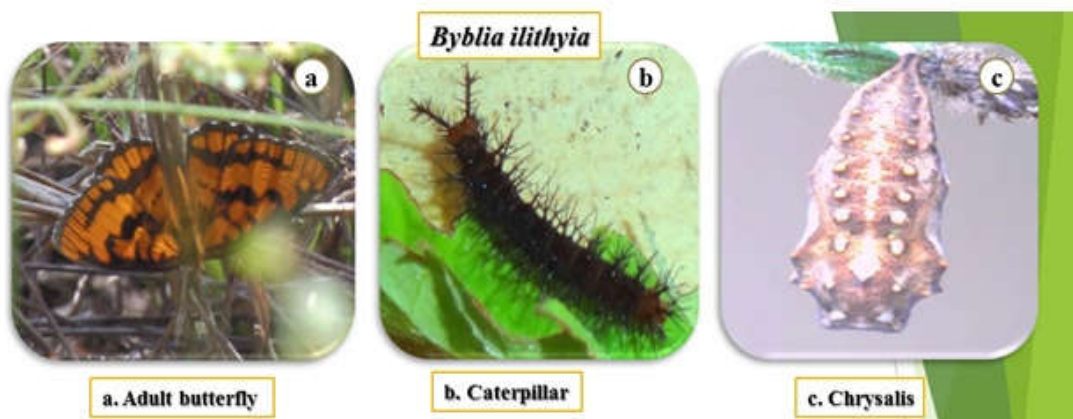 Byblia ilithyia
a
b
c
a. Adult butterfly
b. Caterpillar
c. Chrysalis